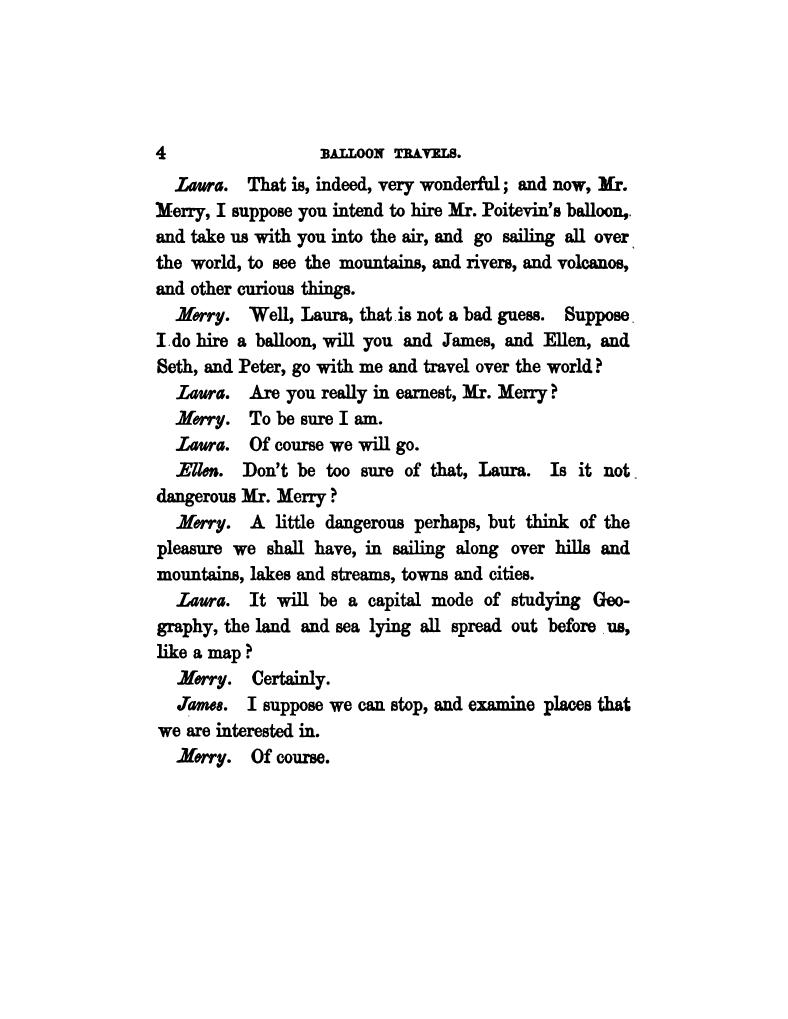 4 BALLOON TRAVELS.
Laura. That is, indeed, very wonderful; and now, Mr.
Merry, I suppose you intend to hire Mr. Poitevin's balloon,
and take us with you into the air, and go sailing all over
the world, to see the mountains, and rivers, and volcanos,
and other curious things.
Merry. Well, Laura, that is not a bad guess. Suppose
I do hire a balloon, will you and James, and Ellen, and
Seth, and Peter, go with me and travel over the world?
Laura. Are you really in earnest, Mr. Merry?
Merry. To be sure I am.
Laura. Of course we will go.
Ellen. Don't be too sure of that, Laura. Is it not
dangerous Mr. Merry?
Merry. A little dangerous perhaps, but think of the
pleasure we shall have, in sailing along over hills and
mountains, lakes and streams, towns and cities.
Laura. It will be a capital mode of studying Geo-
graphy, the land and sea lying all spread out before us,
like a map?
Merry. Certainly.
James. I suppose we can stop, and examine places that
we are interested in.
Merry. Of course.